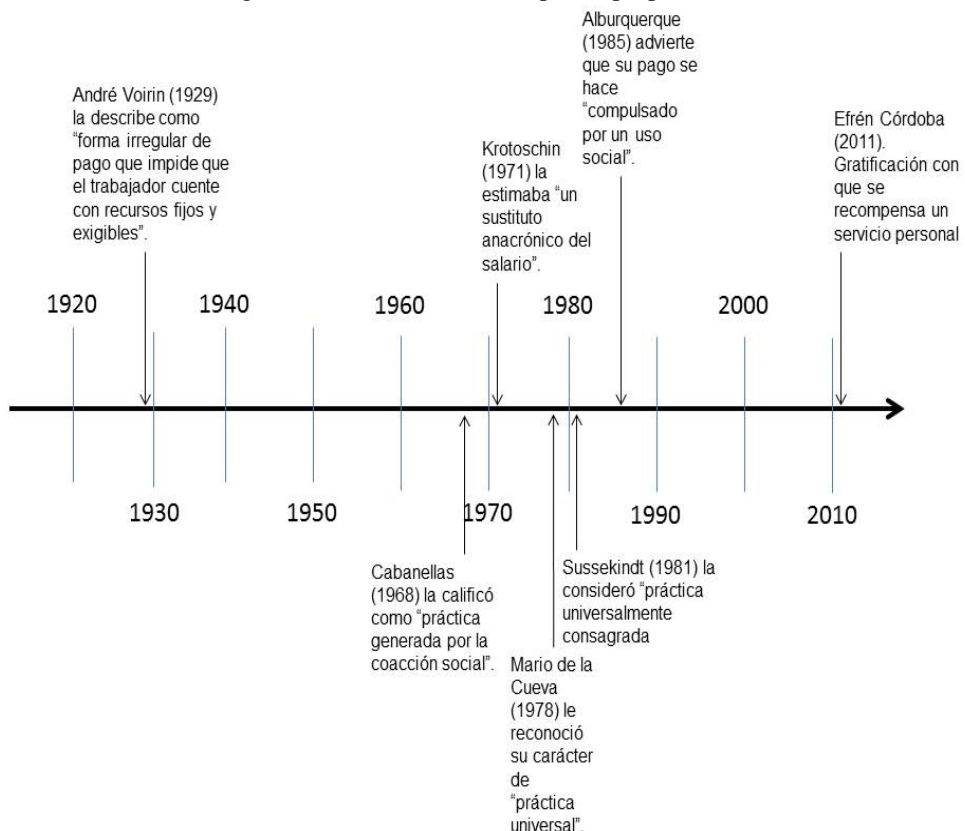 Alburquerque
(1985) advierte
que su pago se
hace
“compulsado
por un uso
social”.
André Voirin (1929)
la describe como
“forma irregular de
pago que impide que
el trabajador cuente
con recursos fijos y
exigibles”.
Krotoschin
(1971) la
estimaba “un
sustituto
anacrónico del
salario”.
Efrén Córdoba
(2011).
Gratificación con
que se
recompensa un
servicio personal
1920
1940
1960
1980
2000
1930
1950
1970
1990
2010
Cabanellas
(1968) la calificó
como “práctica
generada por la
coacción social”.
Sussekindt (1981) la
consideró “práctica
universalmente
consagrada
Mario de la
Cueva
(1978) le
reconoció
su carácter
de
“práctica
universal”.